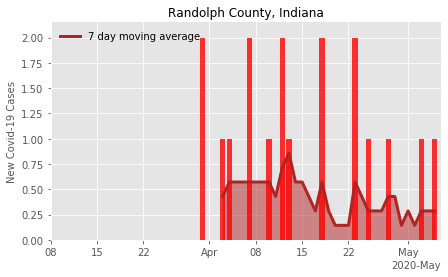 Randolph County, Indiana
7 day moving average
New Covid-19 Cases
2.00
1.75
1.50
1.25
1.00
0.75
0.50
0.25
0.00
08
15
22
Apr
08
15
22
May
2020-May